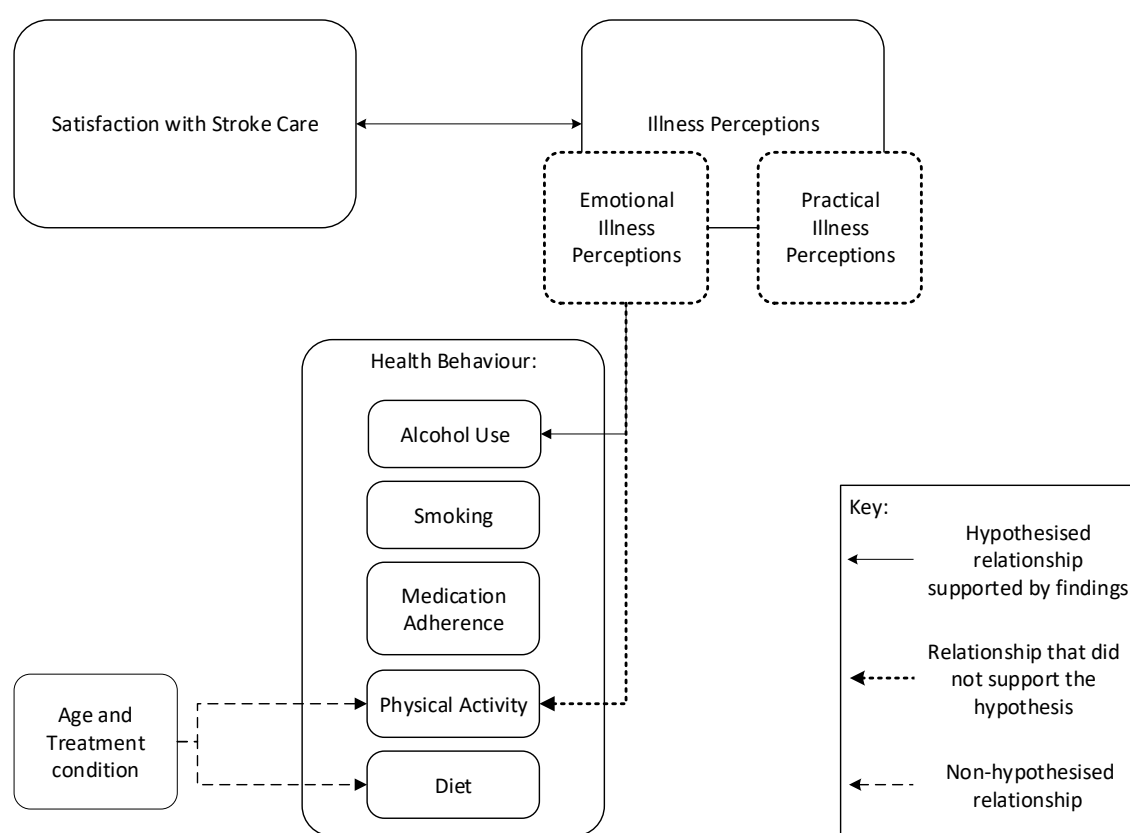 Satisfaction with Stroke Care
Illness Perceptions
Emotional
Illness
Perceptions
Practical
Illness
Perceptions
Health Behaviour:
Alcohol Use
Smoking
Medication
Adherence
Physical Activity
Diet
Age and
Treatment
condition
Key:
Hypothesised
relationship
supported by findings
Relationship that did
not support the
hypothesis
Non-hypothesised
relationship